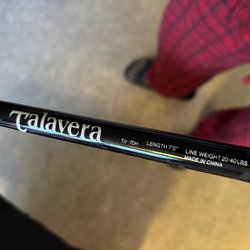 Talavera TV-70H LENGTH 7'0" LINE WEIGHT 20-40 LBS
MADE IN CHINA